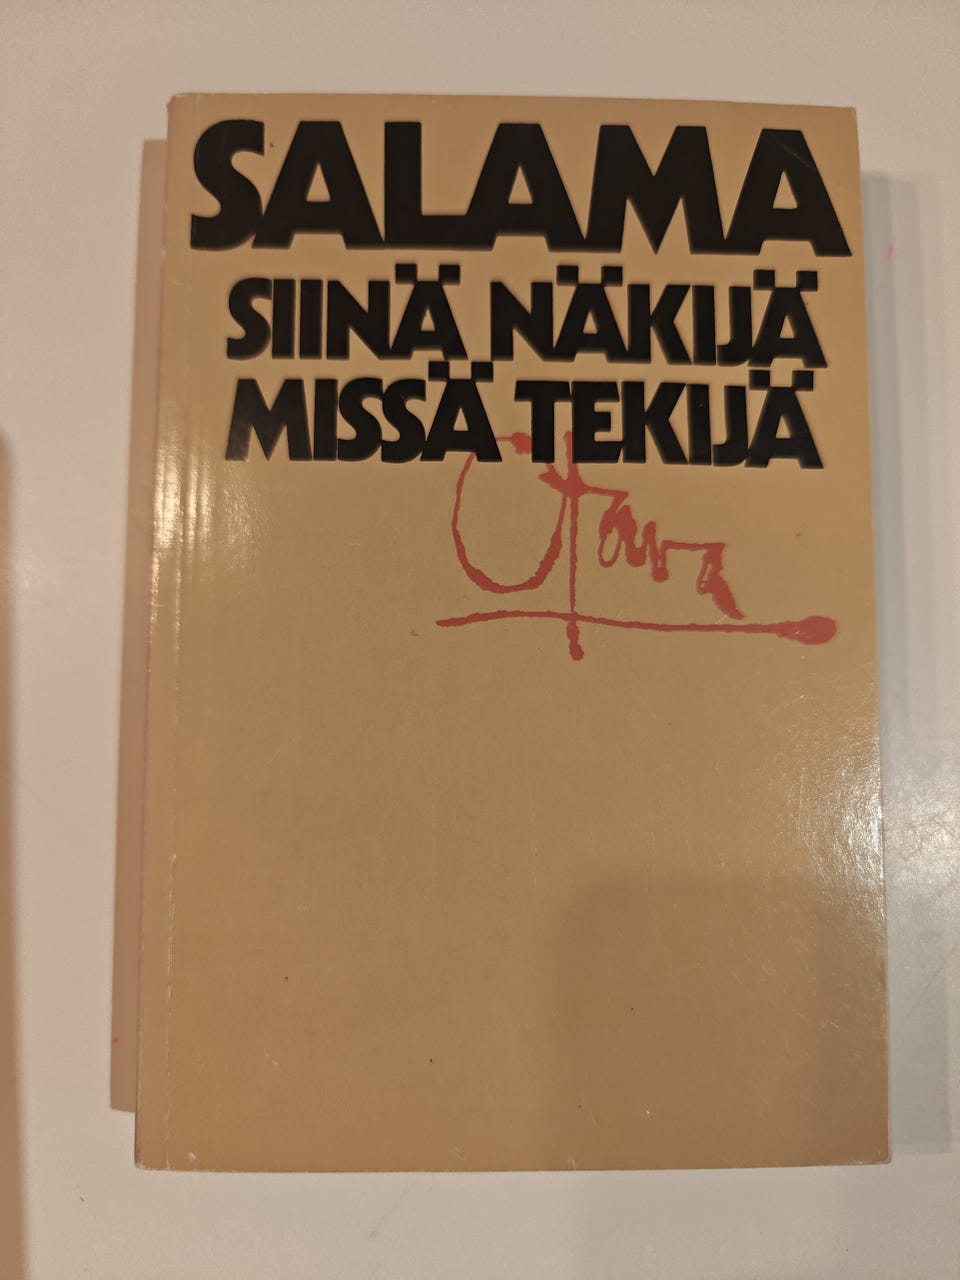 SALAMA
SIINÄ NÄKIJÄ
MISSÄ TEKIJÄ
Otava